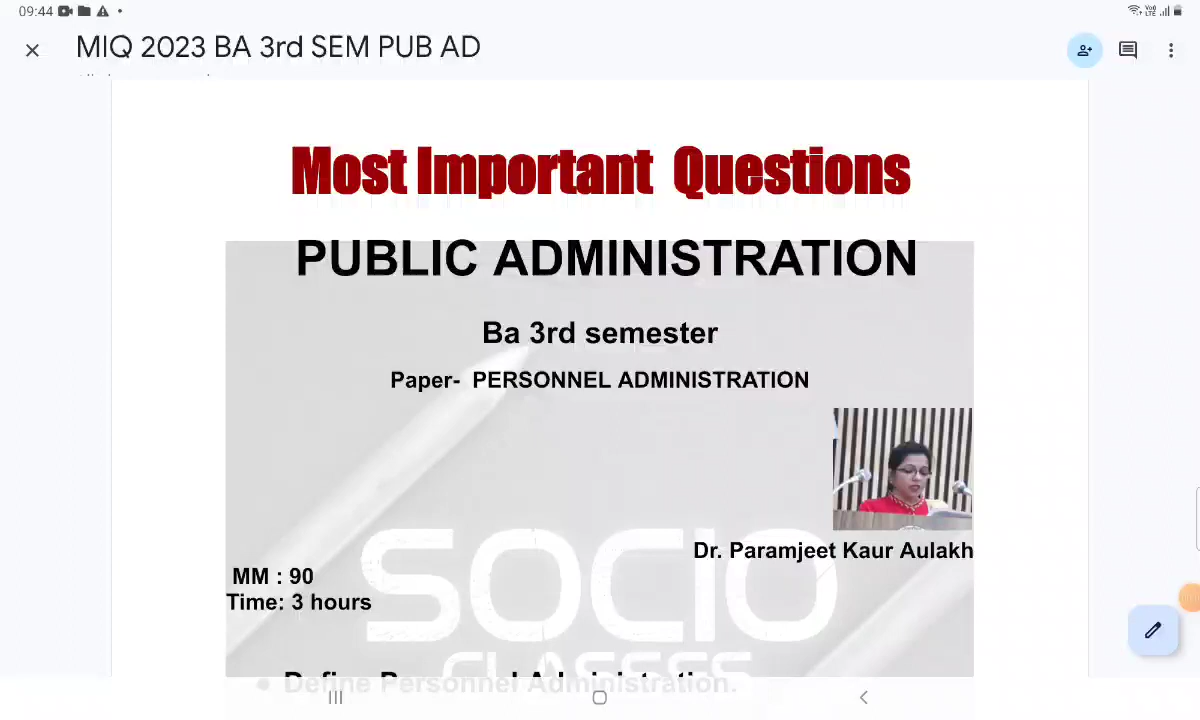 09:44
MIQ 2023 BA 3rd SEM PUB AD
Most Important Questions
PUBLIC ADMINISTRATION
Ba 3rd semester
Paper- PERSONNEL ADMINISTRATION
Dr. Paramjeet Kaur Aulakh
MM : 90
Time: 3 hours
SOCIO
CLASSES
• Define Personnel Administration.